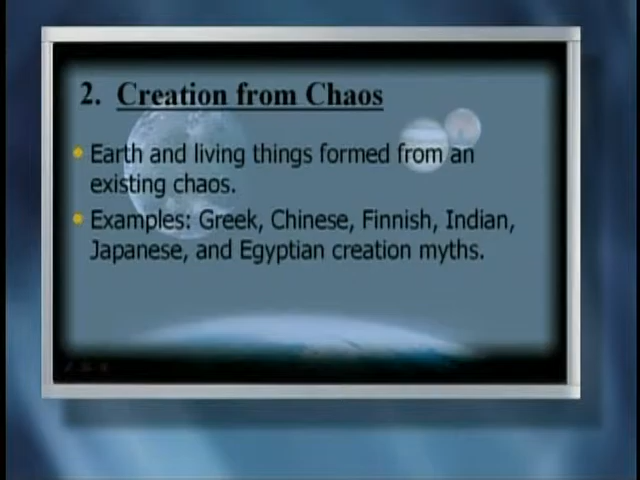 2. Creation from Chaos
• Earth and living things formed from an
existing chaos.
• Examples: Greek, Chinese, Finnish, Indian,
Japanese, and Egyptian creation myths.